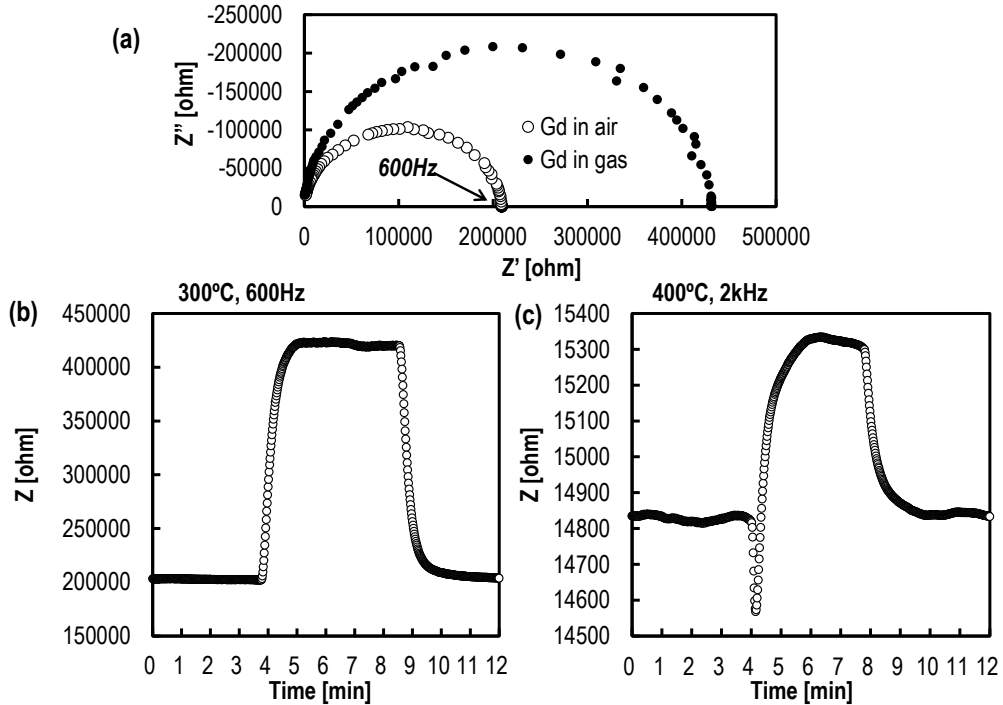 (a)
-250000
-200000
-150000
-100000
-50000
0
Z" [ohm]
Gd in air
Gd in gas
600Hz
0 100000 200000 300000 400000 500000
Z' [ohm]
(b)
300ºC, 600Hz
450000
400000
350000
300000
250000
200000
150000
Z [ohm]
0 1 2 3 4 5 6 7 8 9 10 11 12
Time [min]
(c)
400ºC, 2kHz
15400
15300
15200
15100
15000
14900
14800
14700
14600
14500
Z [ohm]
0 1 2 3 4 5 6 7 8 9 10 11 12
Time [min]